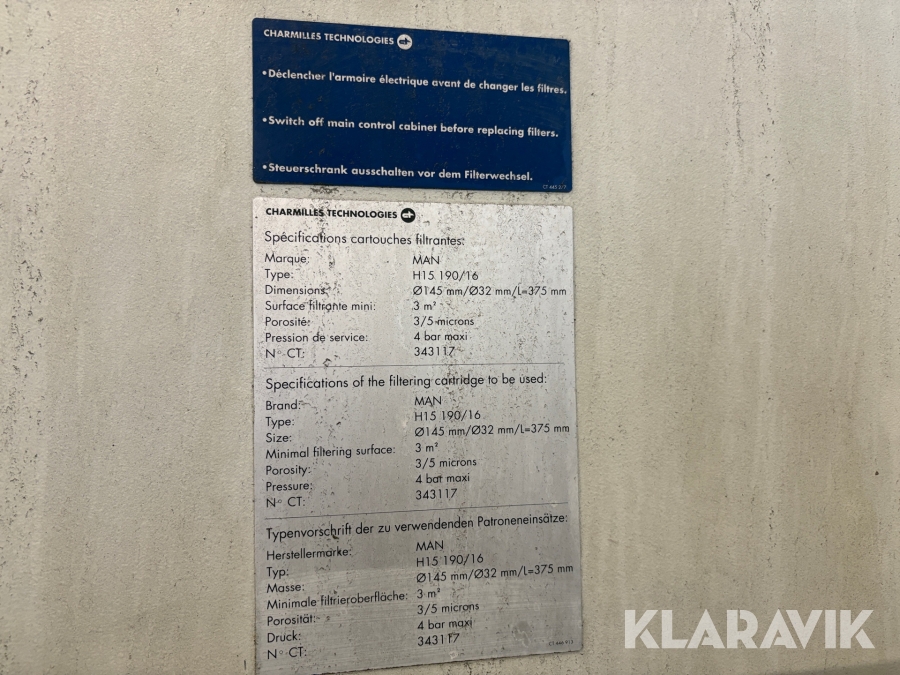 CHARMILLES TECHNOLOGIES
• Déclencher l'armoire électrique avant de changer les filtres.
• Switch off main control cabinet before replacing filters.
• Steuerschrank ausschalten vor dem Filterwechsel.
CHARMILLES TECHNOLOGIES
Spécifications cartouches filtrantes:
Marque: MAN
Type: H15 190/16
Dimensions: Ø145 mm/Ø32 mm/L=375 mm
Surface filtrante mini: 3 m²
Porosité: 3/5 microns
Pression de service: 4 bar maxi
N° CT: 343117
Specifications of the filtering cartridge to be used:
Brand: MAN
Type: H15 190/16
Size: Ø145 mm/Ø32 mm/L=375 mm
Minimal filtering surface: 3 m²
Porosity: 3/5 microns
Pressure: 4 bat maxi
N° CT: 343117
Typenvorschrift der zu verwendenden Patroneneinsätze:
Herstellermarke: MAN
Typ: H15 190/16
Masse: Ø145 mm/Ø32 mm/L=375 mm
Minimale filtrieroberfläche: 3 m²
Porosität: 3/5 microns
Druck: 4 bar maxi
N° CT: 343117
KLARAVIK